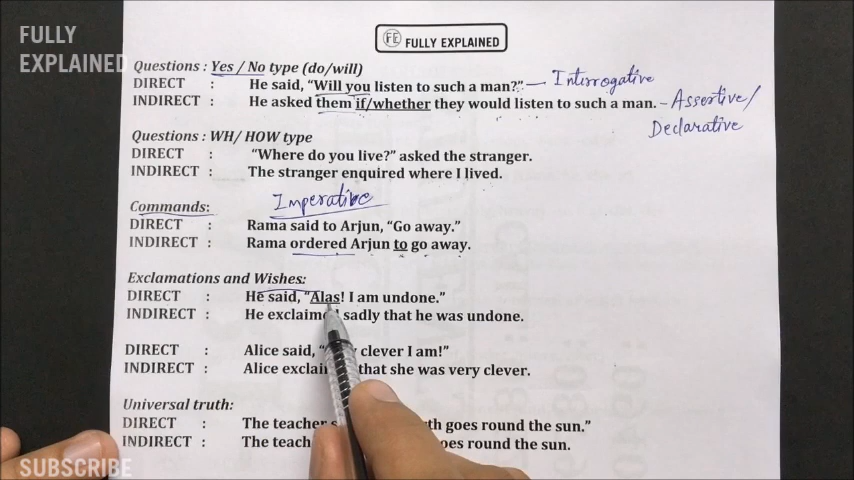 FULLY
EXPLAINED
FE FULLY EXPLAINED
Questions : Yes / No type (do/will)
DIRECT : He said, “Will you listen to such a man?” — Interrogative
INDIRECT : He asked them if/whether they would listen to such a man. - Assertive/
Declarative
Questions : WH/ HOW type
DIRECT : “Where do you live?” asked the stranger.
INDIRECT : The stranger enquired where I lived.
Commands: Imperative
DIRECT : Rama said to Arjun, “Go away.”
INDIRECT : Rama ordered Arjun to go away.
Exclamations and Wishes:
DIRECT : He said, “Alas! I am undone.”
INDIRECT : He exclaimed sadly that he was undone.
DIRECT : Alice said, “ clever I am!”
INDIRECT : Alice that she was very clever.
Universal truth:
DIRECT : The teacher goes round the sun.”
INDIRECT : The round the sun.
SUBSCRIBE